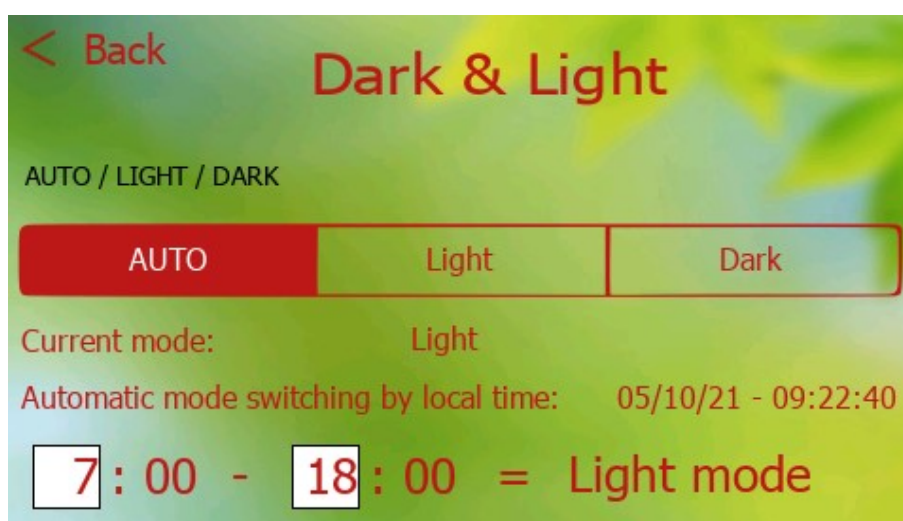 < Back
Dark & Light
AUTO / LIGHT / DARK
AUTO Light Dark
Current mode: Light
Automatic mode switching by local time: 05/10/21 - 09:22:40
7 : 00 - 18 : 00 = Light mode